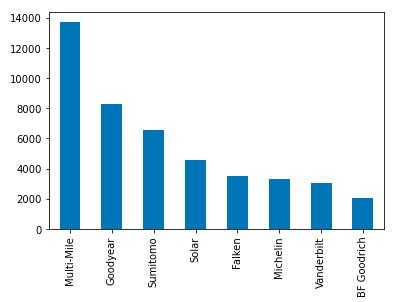 14000
12000
10000
8000
6000
4000
2000
0
Multi-Mile
Goodyear
Sumitomo
Solar
Falken
Michelin
Vanderbilt
BF Goodrich